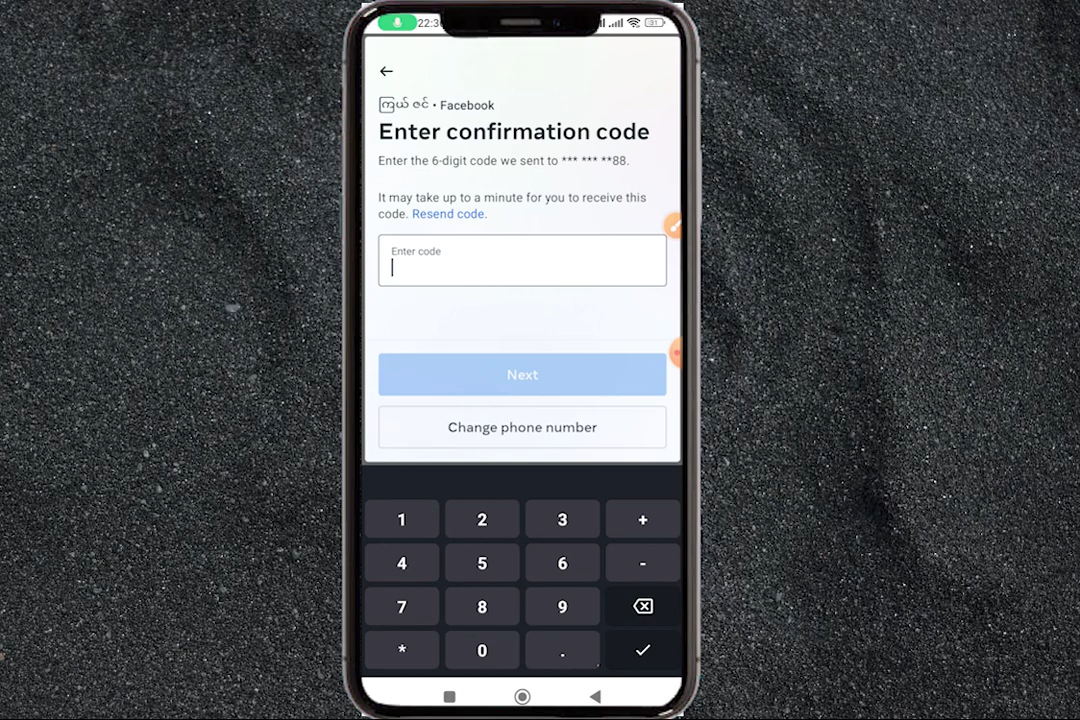 22:3
31
ကြယ် ဇင် • Facebook
Enter confirmation code
Enter the 6-digit code we sent to *** *** **88.
It may take up to a minute for you to receive this
code. Resend code.
Enter code
Next
Change phone number
1 2 3 +
4 5 6 -
7 8 9
* 0 .